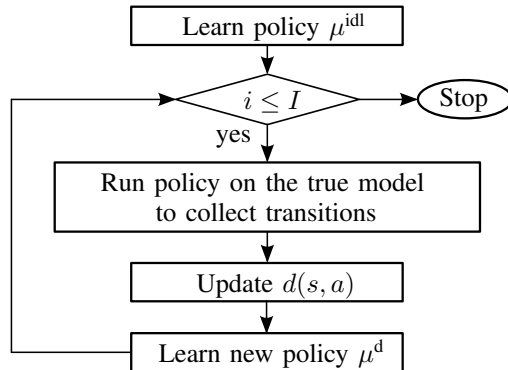 Learn policy μ^idl
i ≤ I
Stop
yes
Run policy on the true model
to collect transitions
Update d(s, a)
Learn new policy μ^d